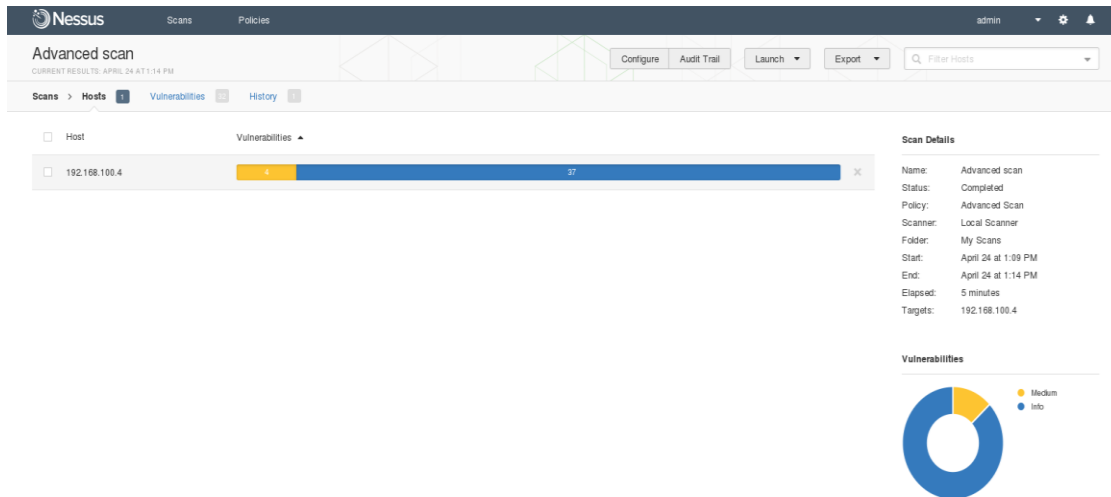 Nessus Scans Policies admin
Advanced scan
CURRENT RESULTS: APRIL 24 AT 1:14 PM
Configure Audit Trail Launch Export Filter Hosts
Scans > Hosts 1 Vulnerabilities History 1
Host Vulnerabilities
192.168.100.4 4 37
Scan Details
Name: Advanced scan
Status: Completed
Policy: Advanced Scan
Scanner: Local Scanner
Folder: My Scans
Start: April 24 at 1:09 PM
End: April 24 at 1:14 PM
Elapsed: 5 minutes
Targets: 192.168.100.4
Vulnerabilities
Medium
Info